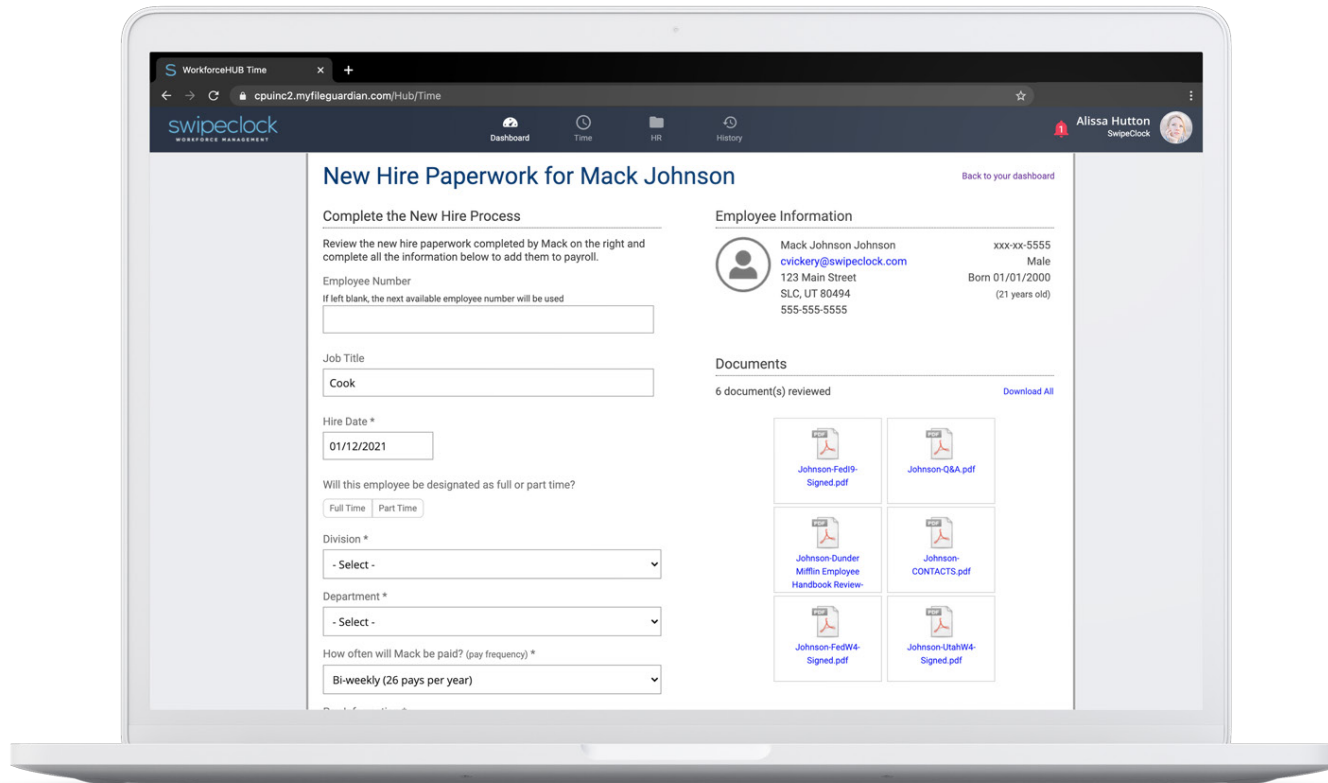 WorkforceHUB Time
cpuinc2.myfileguardian.com/Hub/Time
swipeclock
WORKFORCE MANAGEMENT
Dashboard
Time
HR
History
1
Alissa Hutton
SwipeClock
New Hire Paperwork for Mack Johnson
Back to your dashboard
Complete the New Hire Process
Review the new hire paperwork completed by Mack on the right and
complete all the information below to add them to payroll.
Employee Number
If left blank, the next available employee number will be used
Job Title
Cook
Hire Date *
01/12/2021
Will this employee be designated as full or part time?
Full Time
Part Time
Division *
- Select -
Department *
- Select -
How often will Mack be paid? (pay frequency) *
Bi-weekly (26 pays per year)
Employee Information
Mack Johnson Johnson
cvickery@swipeclock.com
123 Main Street
SLC, UT 80494
555-555-5555
xxx-xx-5555
Male
Born 01/01/2000
(21 years old)
Documents
6 document(s) reviewed
Download All
PDF
Johnson-FedI9-
Signed.pdf
PDF
Johnson-Q&A.pdf
PDF
Johnson-Dunder
Mifflin Employee
Handbook Review-
PDF
Johnson-
CONTACTS.pdf
PDF
Johnson-FedW4-
Signed.pdf
PDF
Johnson-UtahW4-
Signed.pdf